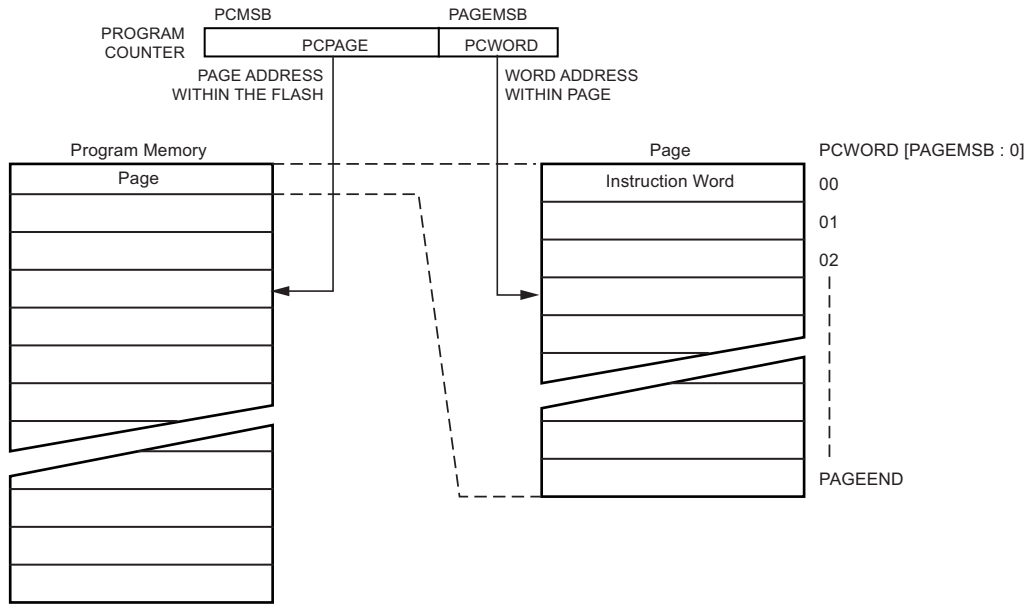 PCMSB PAGEMSB
PROGRAM
COUNTER
PCPAGE PCWORD
PAGE ADDRESS
WITHIN THE FLASH
WORD ADDRESS
WITHIN PAGE
Program Memory
Page
Page
Instruction Word
PCWORD [PAGEMSB : 0]
00
01
02
PAGEEND